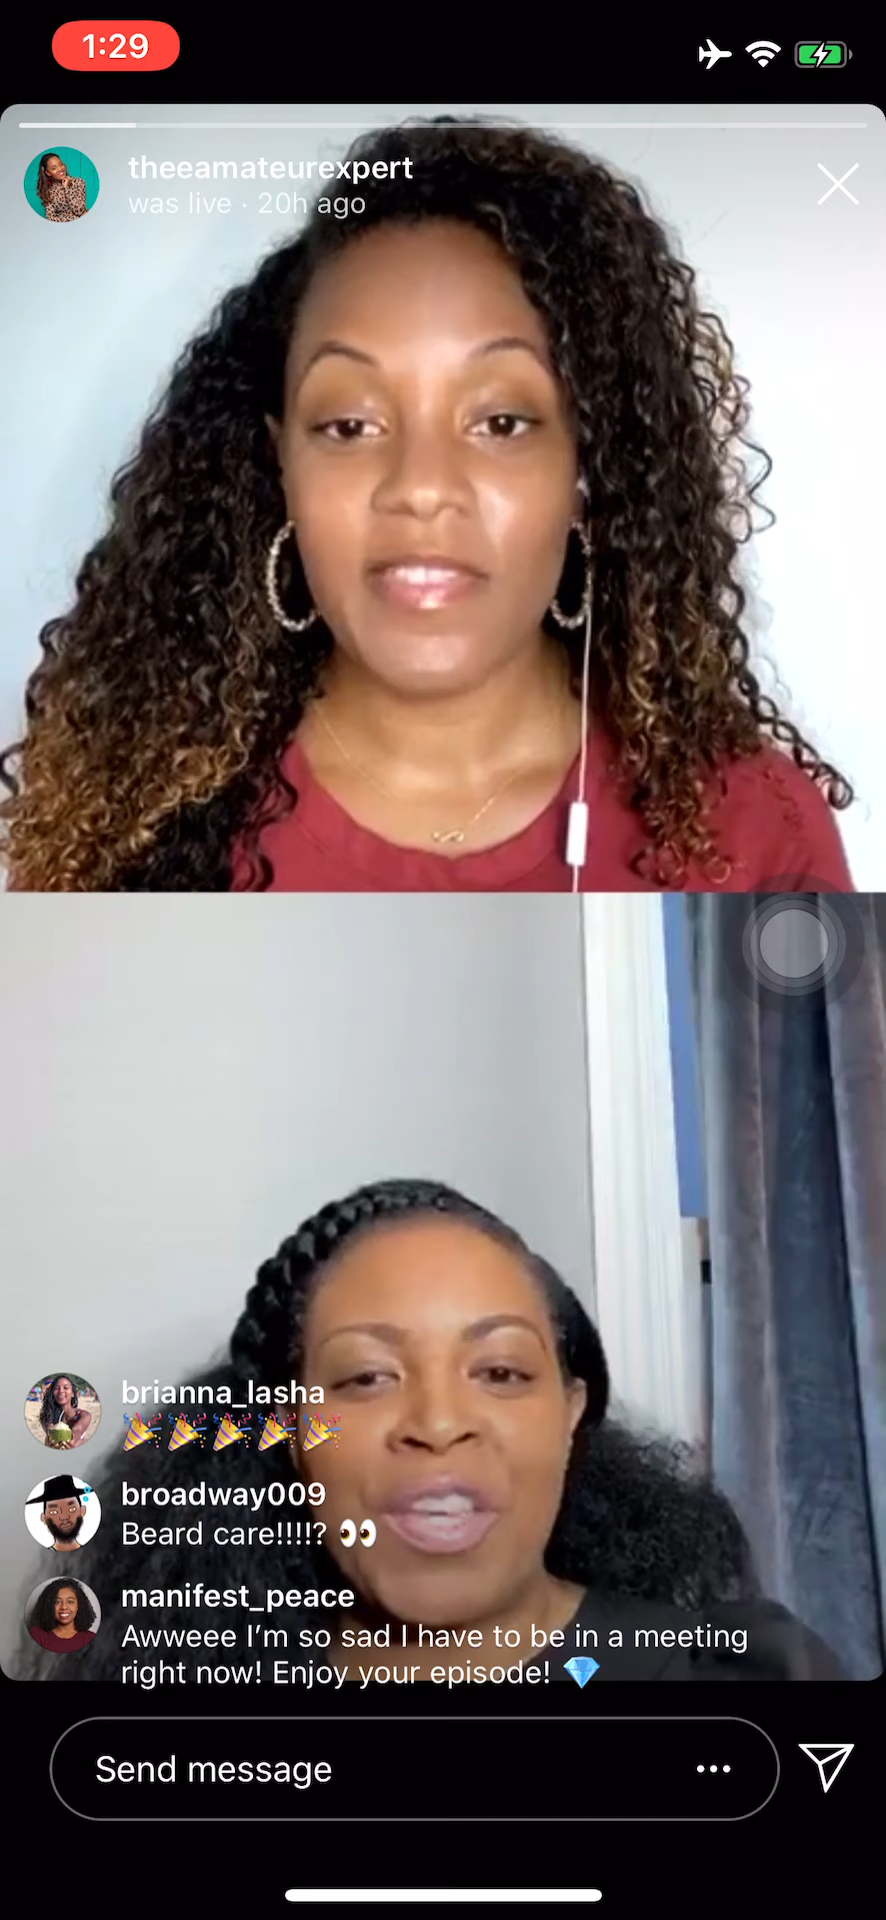 1:29
theeamateurexpert
was live · 20h ago
brianna_lasha
🎉🎉🎉🎉🎉
broadway009
Beard care!!!!? 👀
manifest_peace
Awweee I'm so sad I have to be in a meeting
right now! Enjoy your episode! 💎
Send message